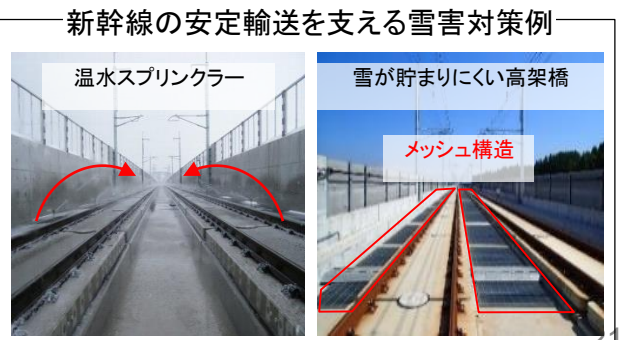 新幹線の安定輸送を支える雪害対策例
温水スプリンクラー
雪が貯まりにくい高架橋
メッシュ構造